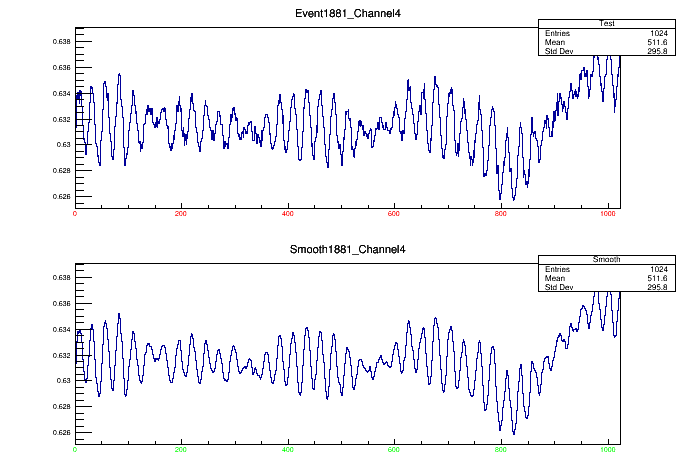 Event1881_Channel4
Test
Entries 1024
Mean 511.6
Std Dev 295.8
0.638
0.636
0.634
0.632
0.63
0.628
0.626
0 200 400 600 800 1000
Smooth1881_Channel4
Smooth
Entries 1024
Mean 511.6
Std Dev 295.8
0.638
0.636
0.634
0.632
0.63
0.628
0.626
0 200 400 600 800 1000